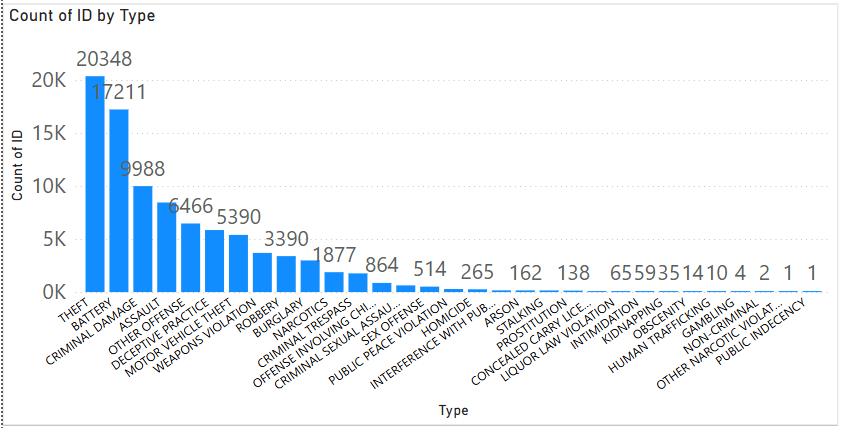 Count of ID by Type
Count of ID
20K
15K
10K
5K
0K
20348
17211
9988
6466
5390
3390
1877
864
514
265
162
138
65
59
35
14
10
4
2
1
1
THEFT
BATTERY
CRIMINAL DAMAGE
ASSAULT
OTHER OFFENSE
DECEPTIVE PRACTICE
MOTOR VEHICLE THEFT
WEAPONS VIOLATION
ROBBERY
BURGLARY
NARCOTICS
CRIMINAL TRESPASS
OFFENSE INVOLVING CHI...
CRIMINAL SEXUAL ASSAU...
SEX OFFENSE
PUBLIC PEACE VIOLATION
HOMICIDE
INTERFERENCE WITH PUB...
ARSON
STALKING
PROSTITUTION
CONCEALED CARRY LICE...
LIQUOR LAW VIOLATION
INTIMIDATION
KIDNAPPING
OBSCENITY
HUMAN TRAFFICKING
GAMBLING
NON-CRIMINAL
OTHER NARCOTIC VIOLAT...
PUBLIC INDECENCY
Type